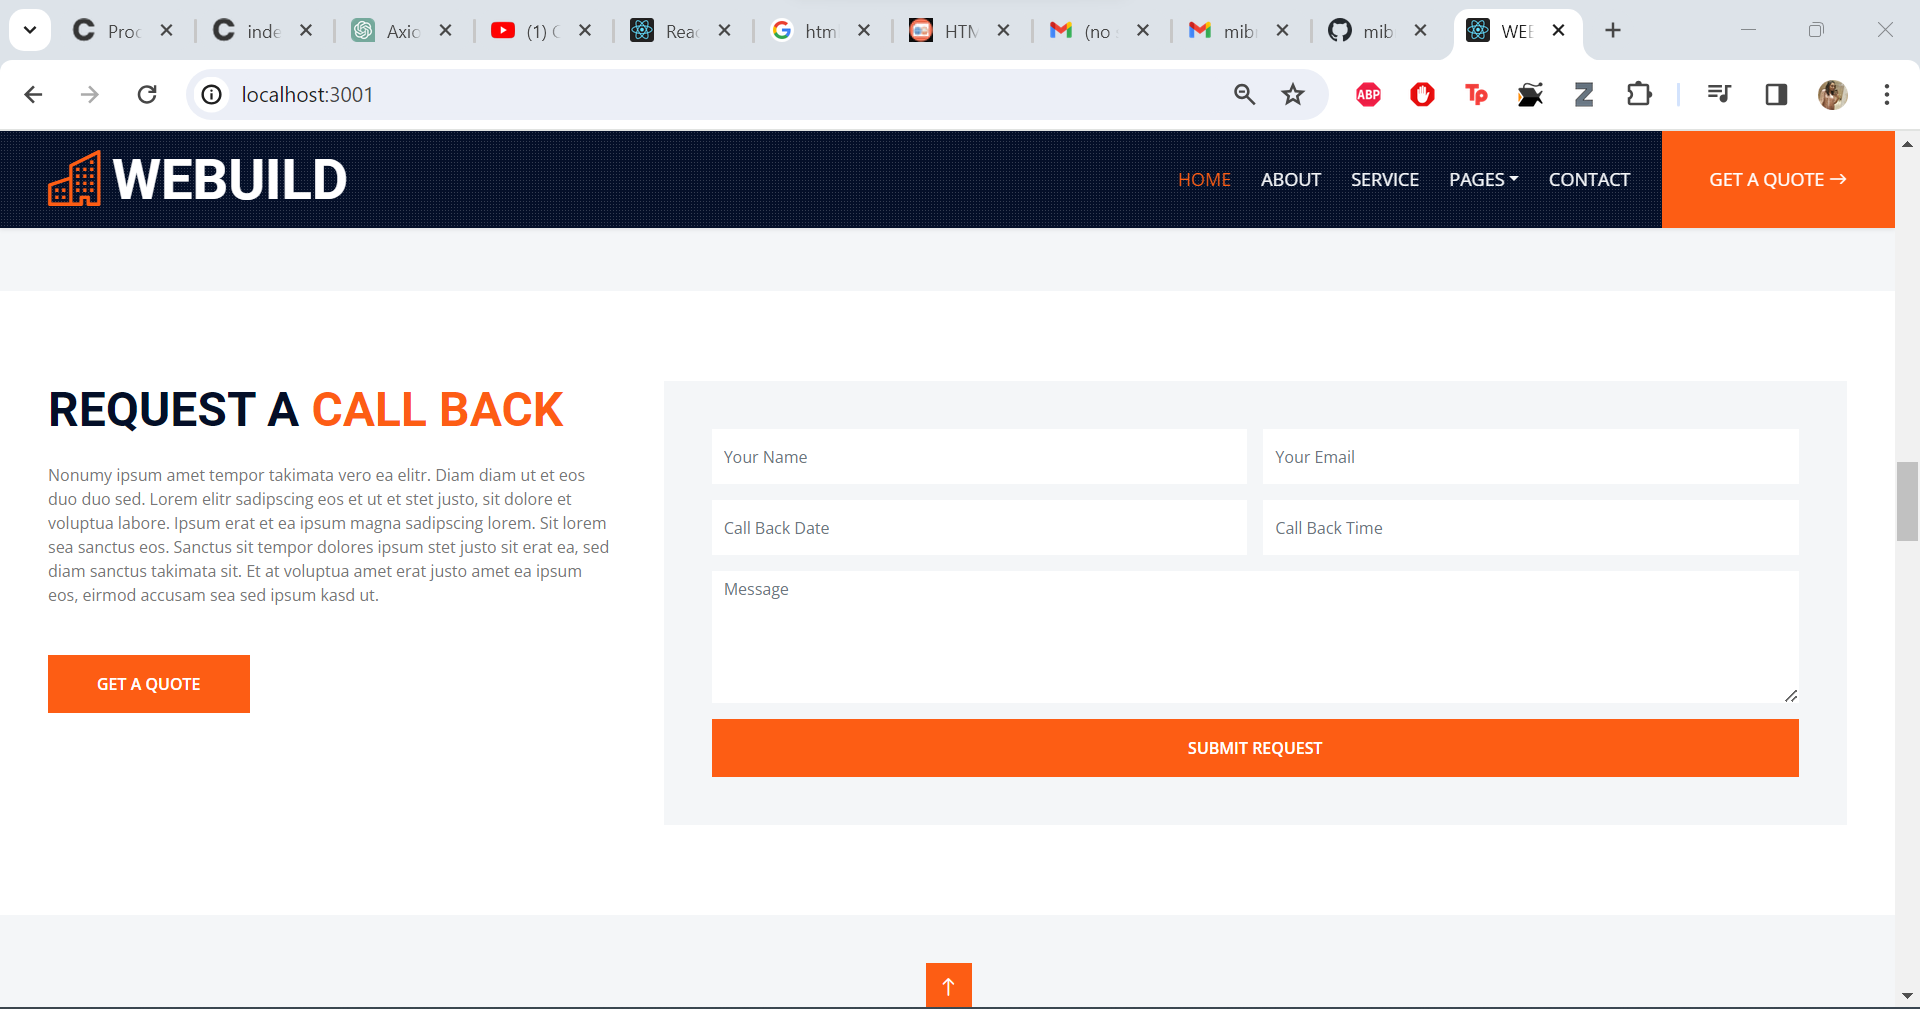 Proc
inde
Axio
(1) C
Reac
html
HTM
(no s
mibr
mib
WEB
localhost:3001
ABP
Tp
Z
WEBUILD
HOME ABOUT SERVICE PAGES CONTACT GET A QUOTE →
REQUEST A CALL BACK
Nonumy ipsum amet tempor takimata vero ea elitr. Diam diam ut et eos
duo duo sed. Lorem elitr sadipscing eos et ut et stet justo, sit dolore et
voluptua labore. Ipsum erat et ea ipsum magna sadipscing lorem. Sit lorem
sea sanctus eos. Sanctus sit tempor dolores ipsum stet justo sit erat ea, sed
diam sanctus takimata sit. Et at voluptua amet erat justo amet ea ipsum
eos, eirmod accusam sea sed ipsum kasd ut.
GET A QUOTE
Your Name
Your Email
Call Back Date
Call Back Time
Message
SUBMIT REQUEST